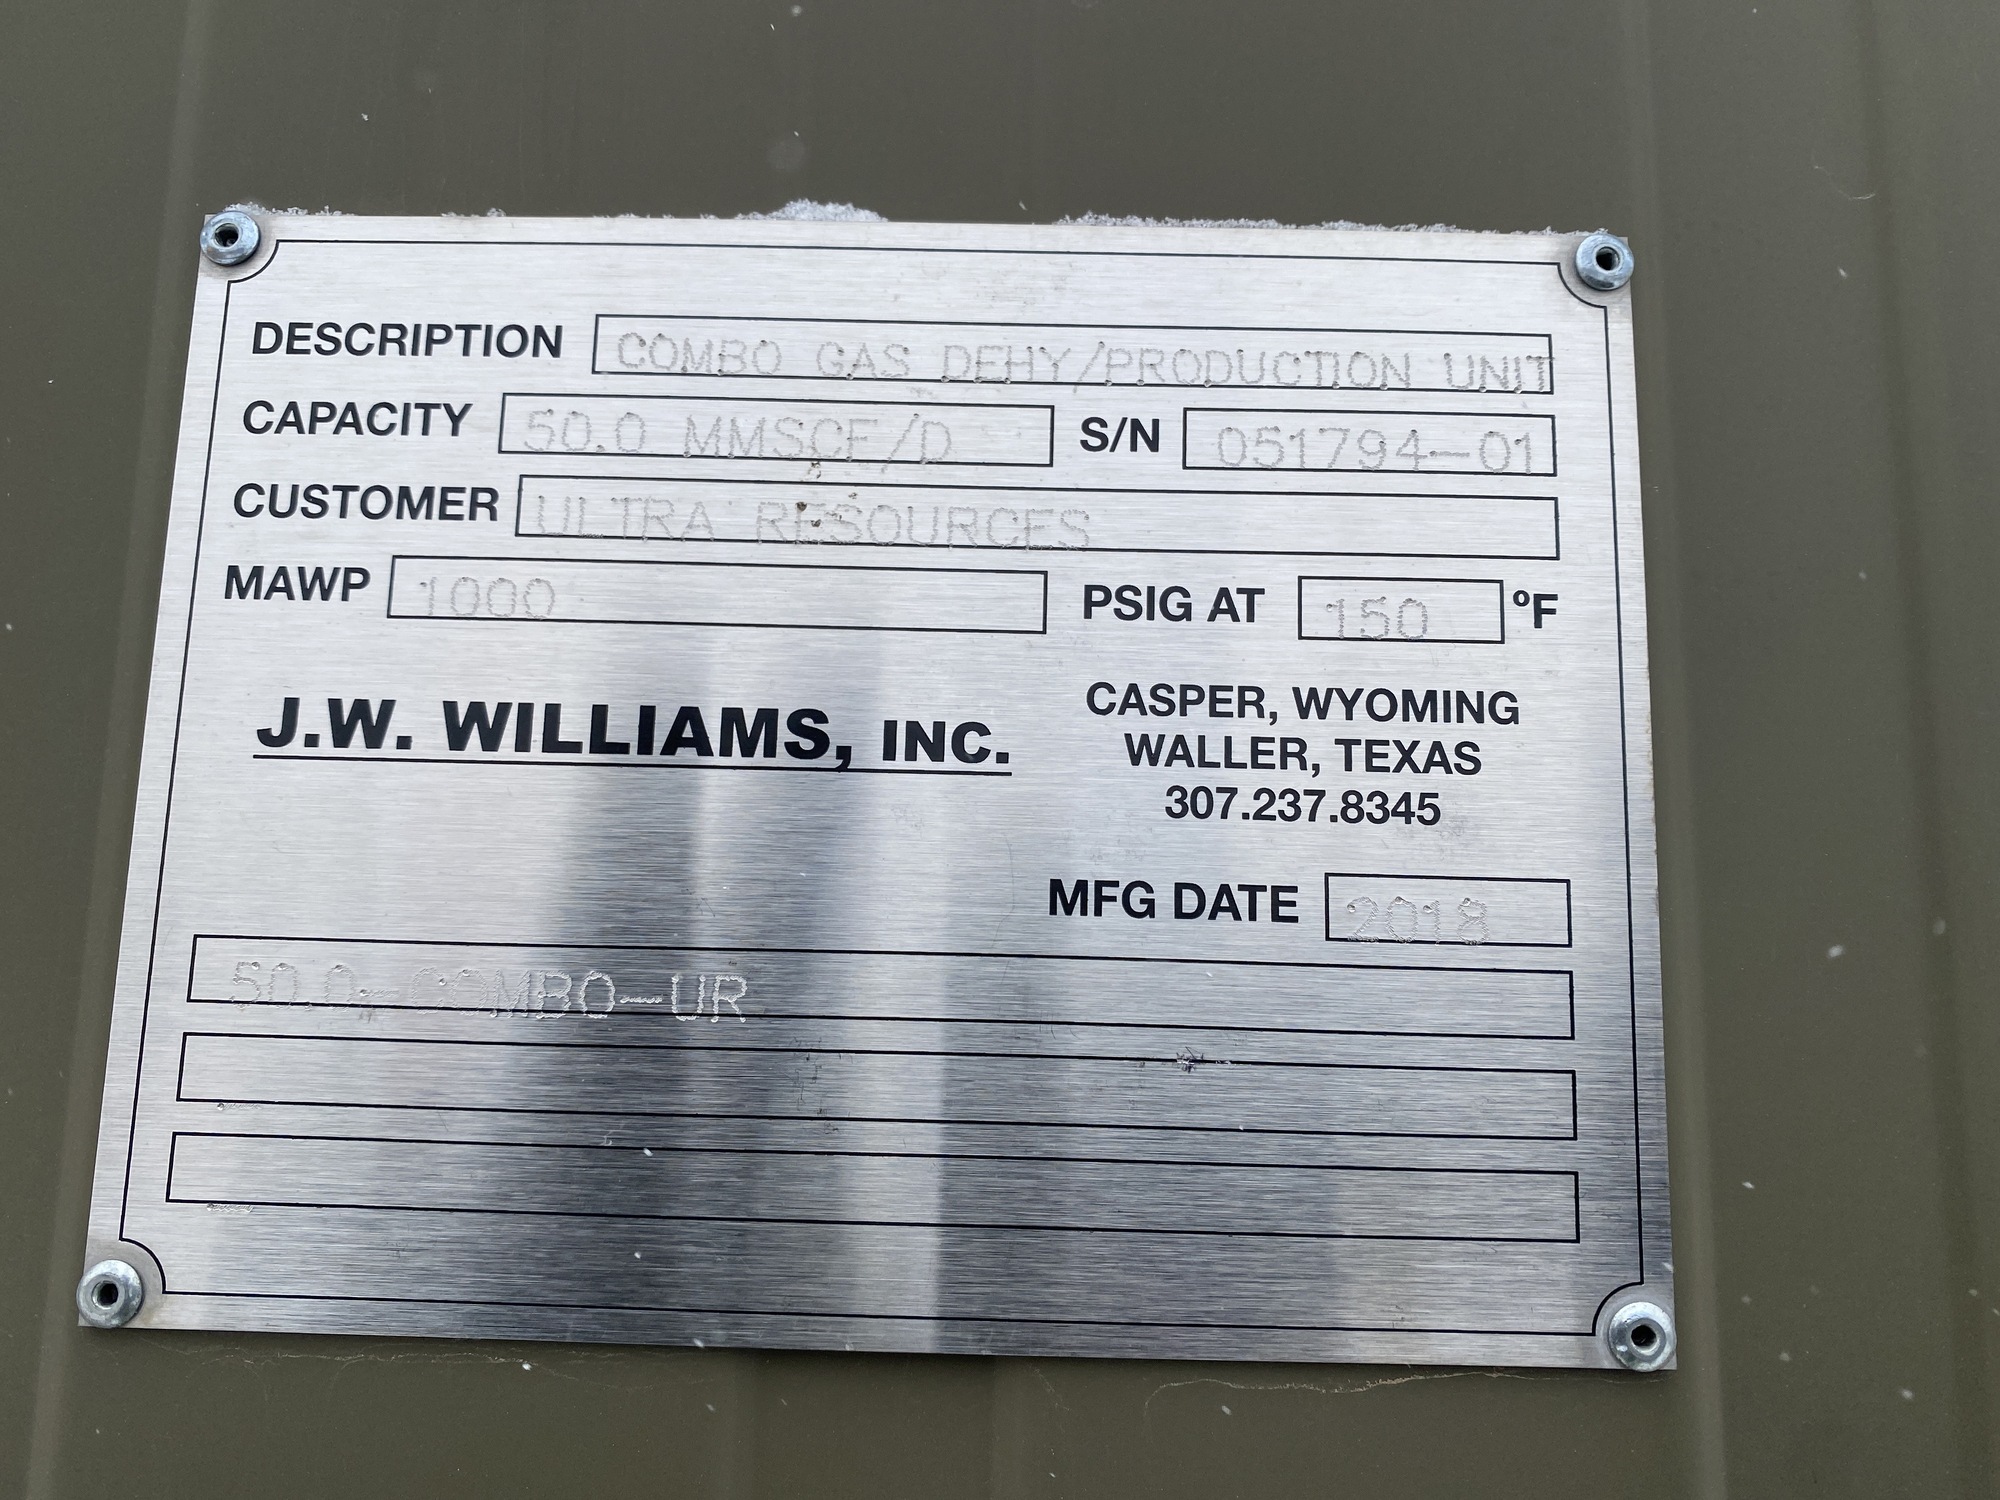 DESCRIPTION COMBO GAS DEHY/PRODUCTION UNIT
CAPACITY 50.0 MMSCF/D S/N 051794-01
CUSTOMER ULTRA RESOURCES
MAWP 1000 PSIG AT 150 ºF
J.W. WILLIAMS, INC.
CASPER, WYOMING
WALLER, TEXAS
307.237.8345
MFG DATE 2018
50.0-COMBO-UR